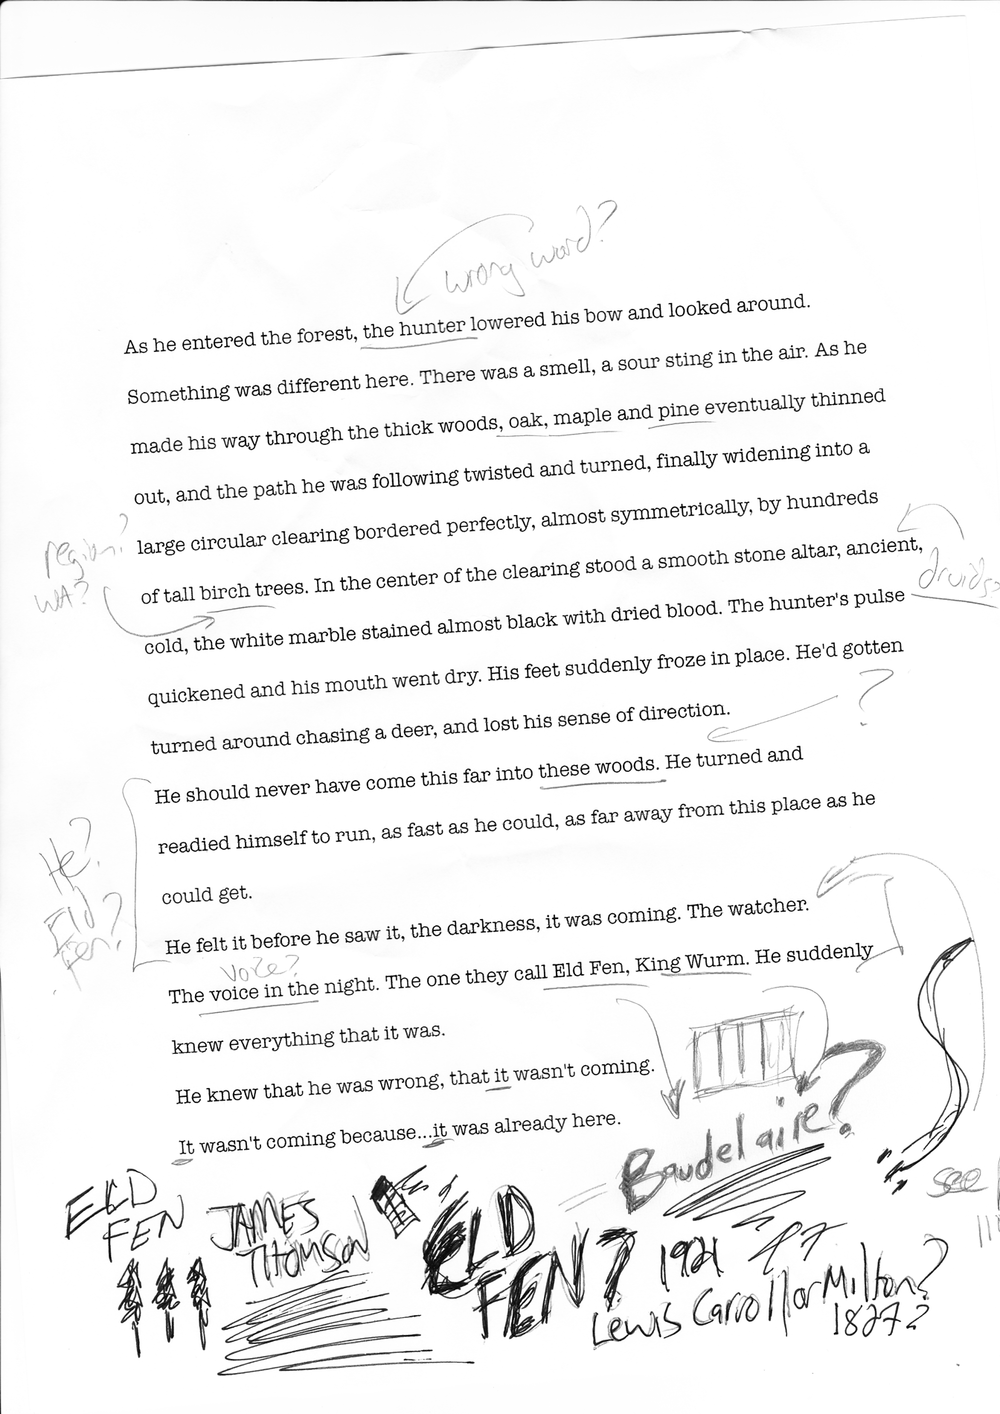 wrong word?
As he entered the forest, the hunter lowered his bow and looked around.
Something was different here. There was a smell, a sour sting in the air. As he
made his way through the thick woods, oak, maple and pine eventually thinned
out, and the path he was following twisted and turned, finally widening into a
region?
large circular clearing bordered perfectly, almost symmetrically, by hundreds
WA?
of tall birch trees. In the center of the clearing stood a smooth stone altar, ancient,
druids?
cold, the white marble stained almost black with dried blood. The hunter's pulse
quickened and his mouth went dry. His feet suddenly froze in place. He'd gotten
turned around chasing a deer, and lost his sense of direction.
?
He should never have come this far into these woods. He turned and
readied himself to run, as fast as he could, as far away from this place as he
He?
could get.
Eld
Fen?
He felt it before he saw it, the darkness, it was coming. The watcher.
voice?
The voice in the night. The one they call Eld Fen, King Wurm. He suddenly
knew everything that it was.
He knew that he was wrong, that it wasn't coming.
It wasn't coming because...it was already here.
Baudelaire?
see
ELD
FEN
JAMES
THOMSON
ELD
FEN?
1921
Lewis Carroll or Milton?
1827?